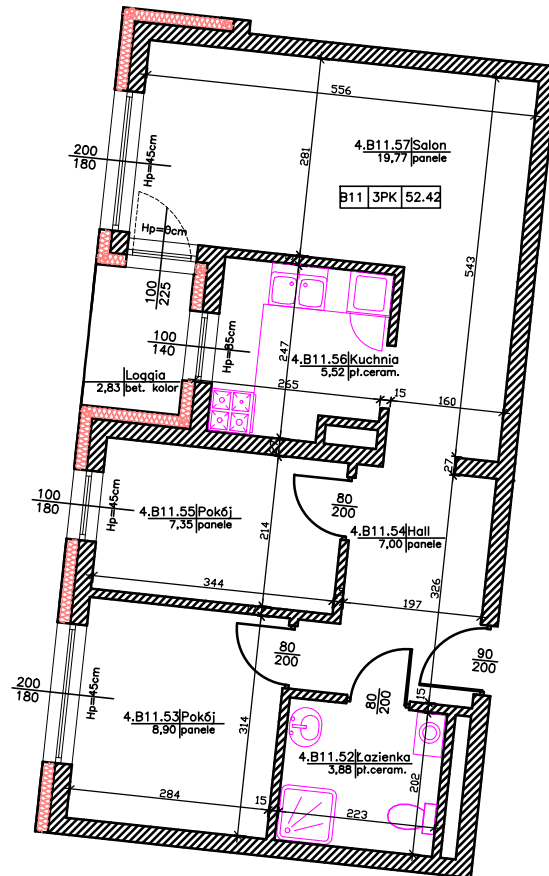 556
200
180
Hp=45cm
281
4.B11.57 Salon
19,77 panele
B11 3PK 52.42
Hp=0cm
100
225
543
100
140
Hp=85cm
247
4.B11.56 Kuchnia
5,52 pt.ceram.
Loggia
2,83 bet. kolor
265
15
160
27
100
180
Hp=45cm
4.B11.55 Pokój
7,35 panele
214
80
200
4.B11.54 Hall
7,00 panele
344
326
197
80
200
90
200
200
180
Hp=45cm
4.B11.53 Pokój
8,90 panele
314
80
200
15
4.B11.52 Łazienka
3,88 pt.ceram.
202
284
15
223